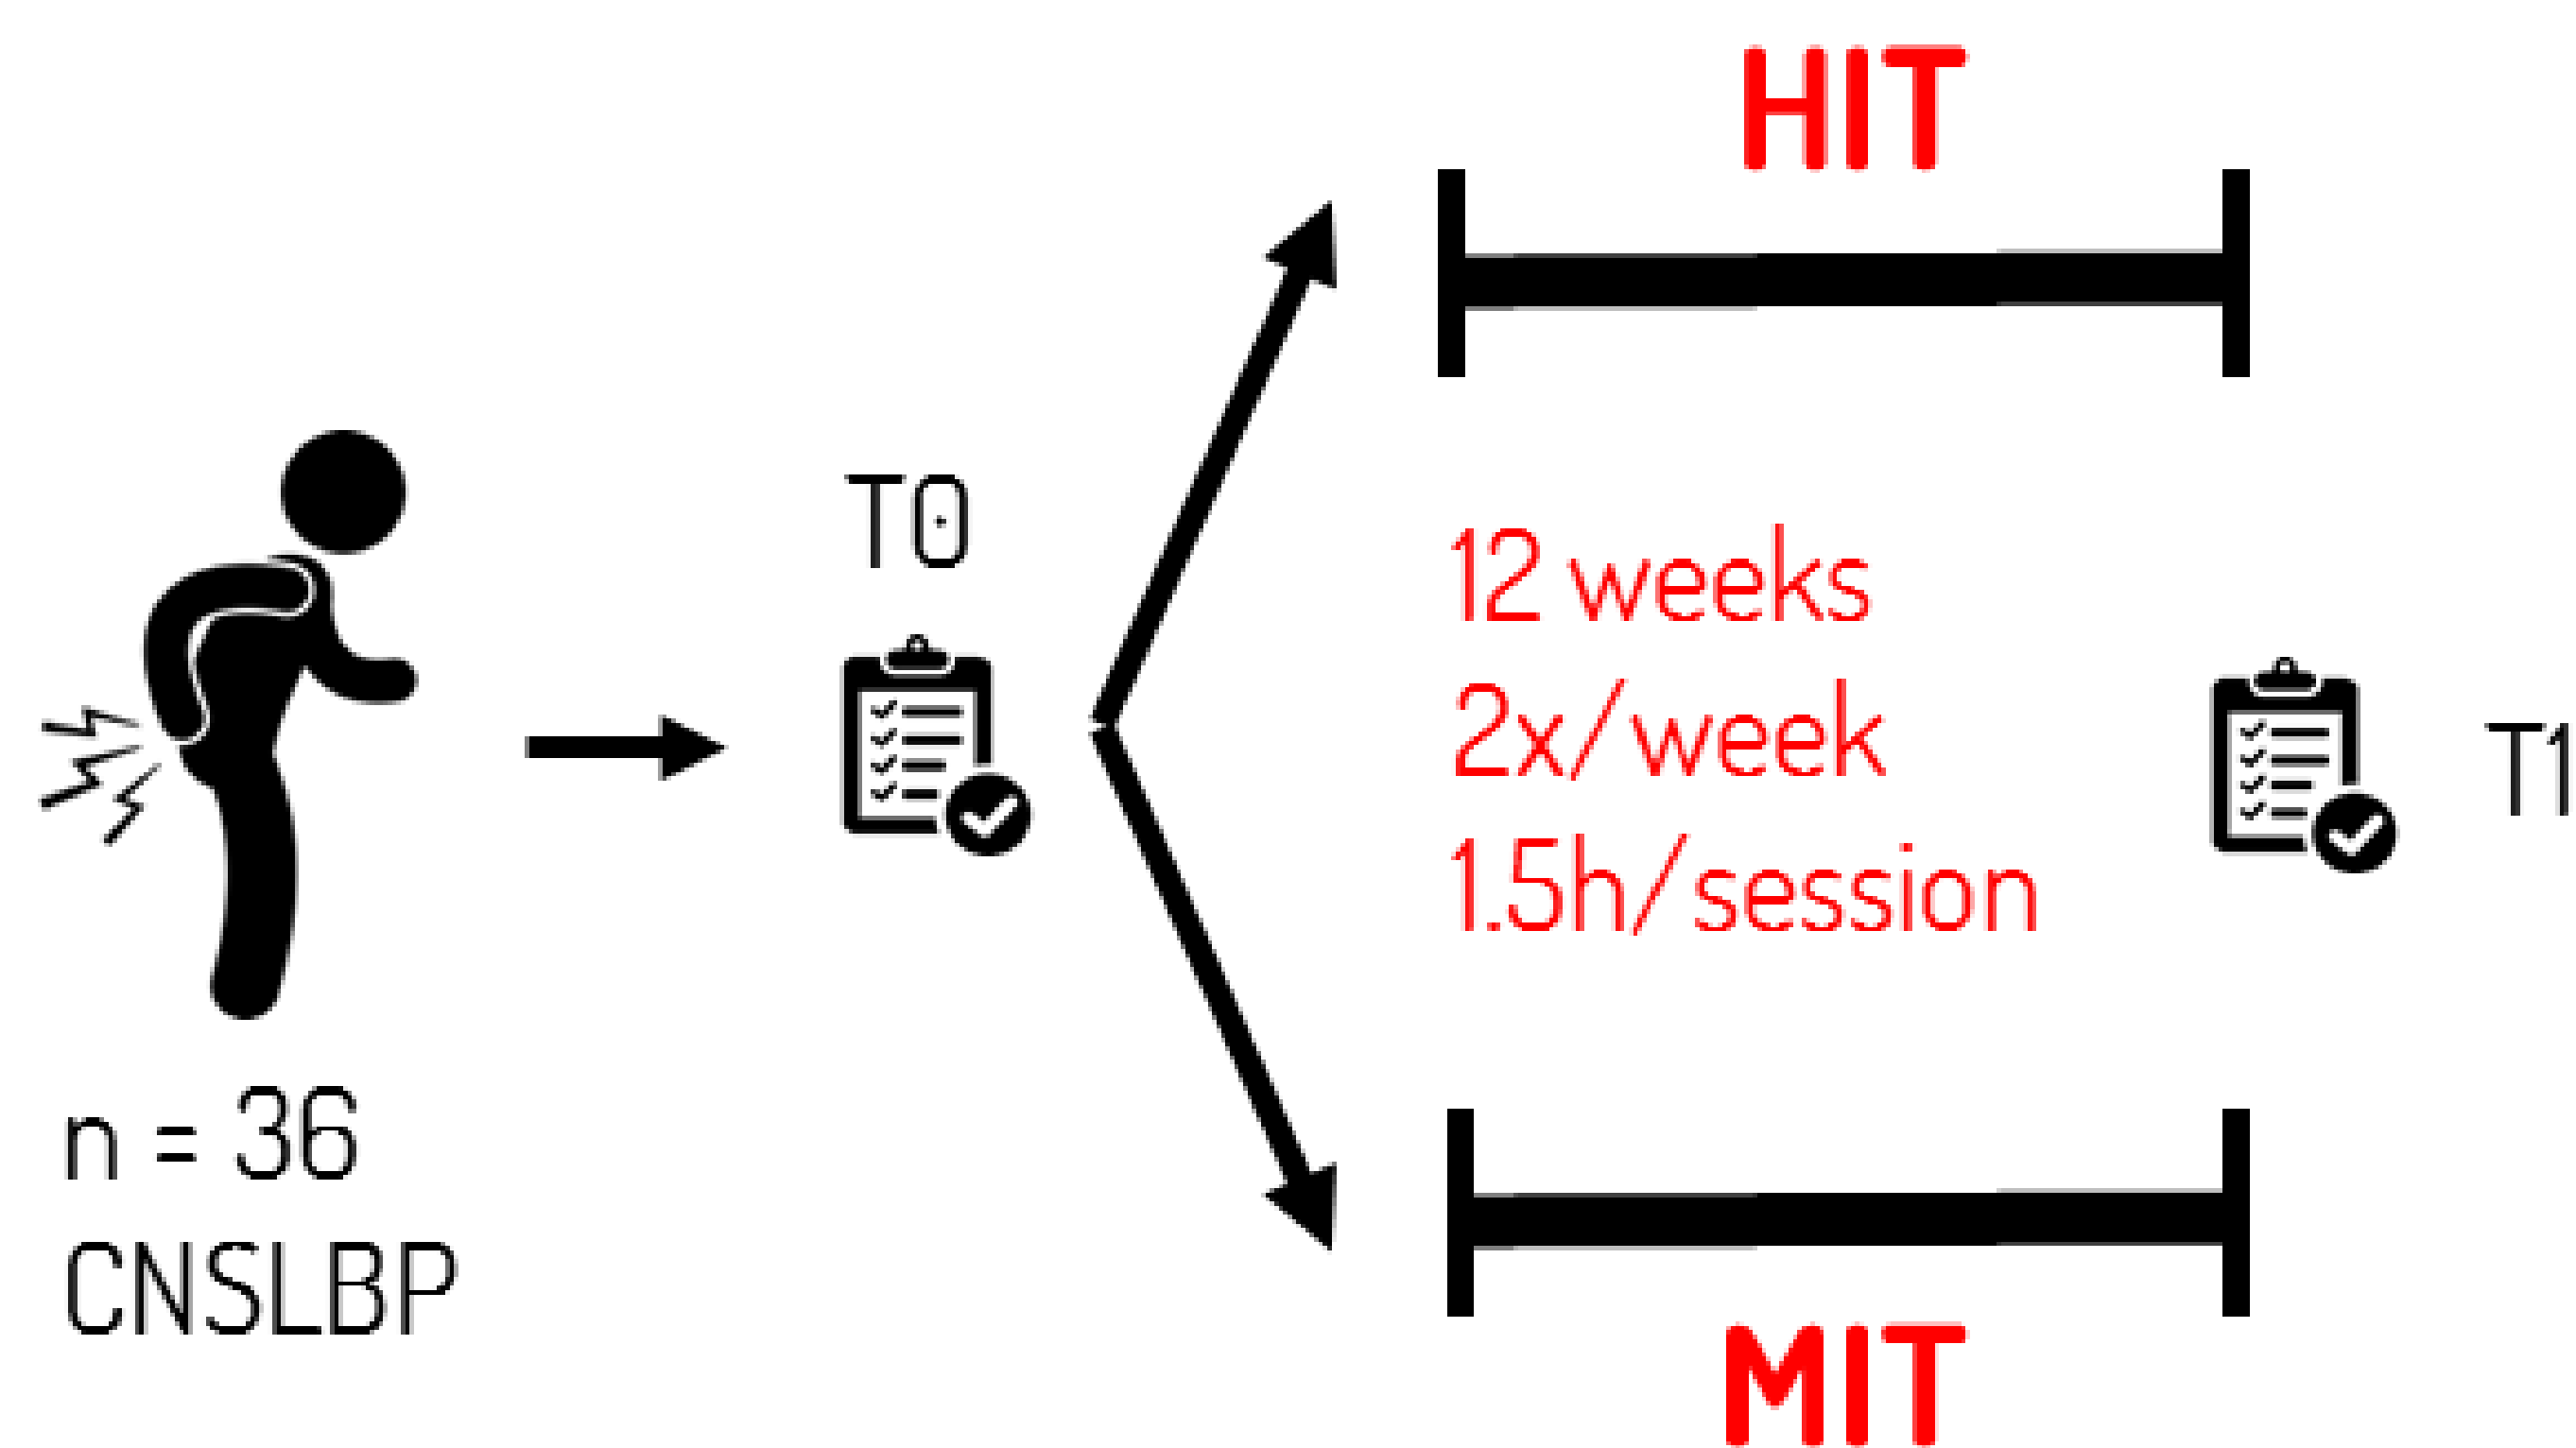 HIT
T0
12 weeks
2x/week
1.5h/session
T1
n = 36
CNSLBP
MIT